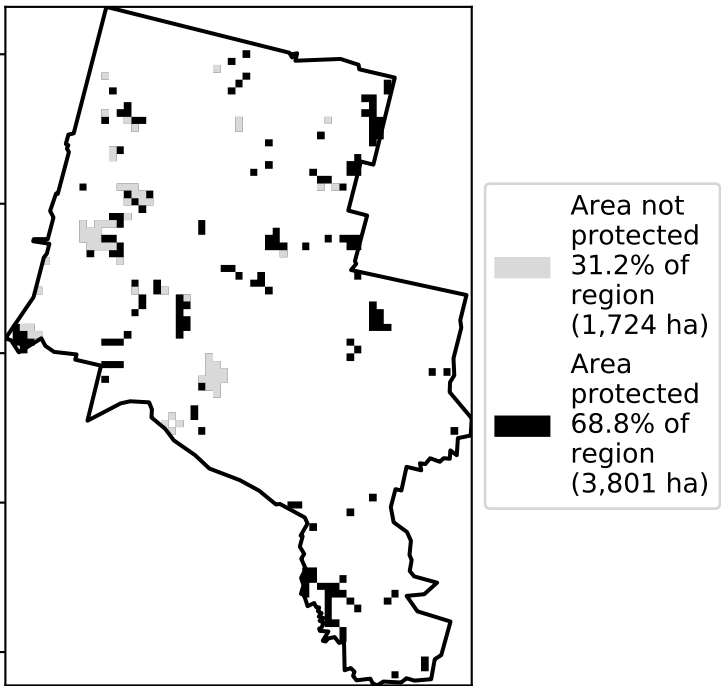 Area not
protected
31.2% of
region
(1,724 ha)
Area
protected
68.8% of
region
(3,801 ha)